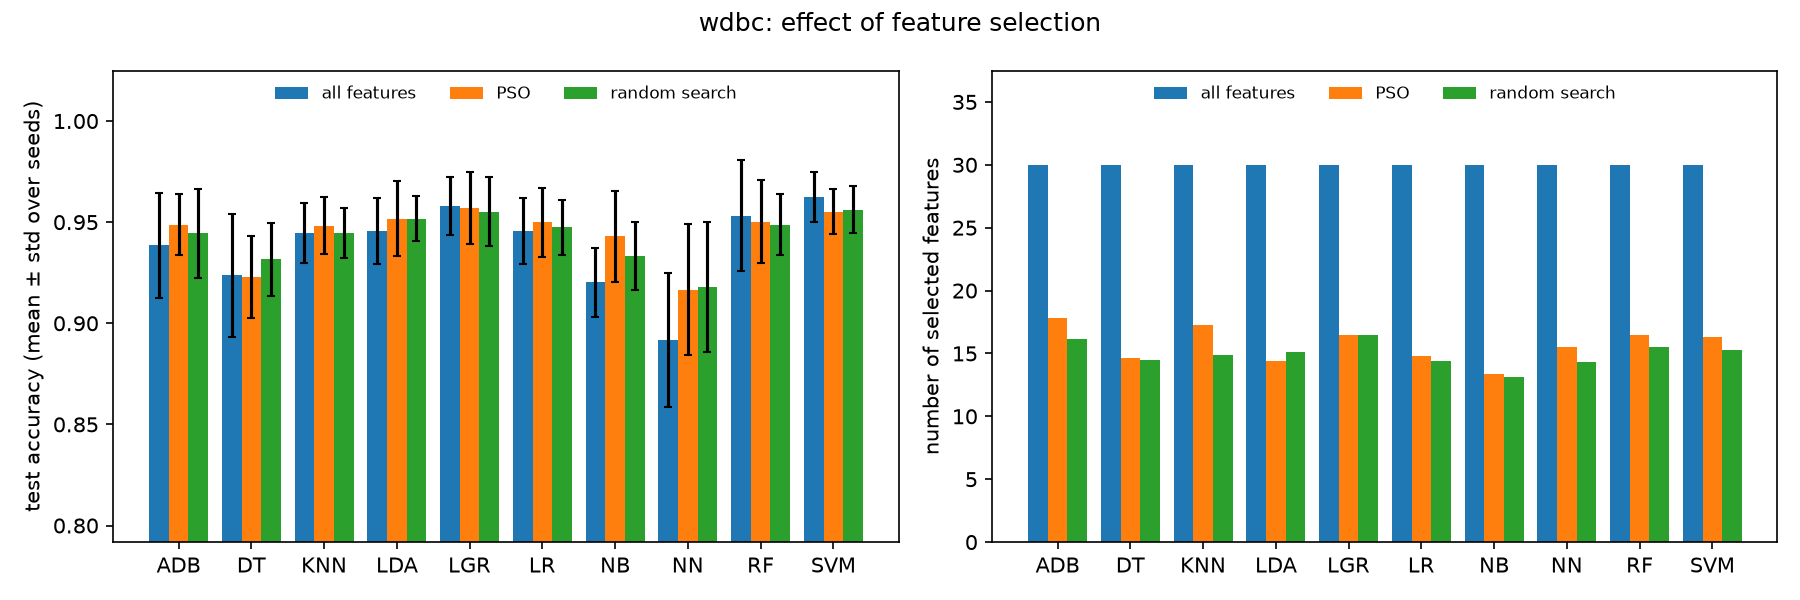 wdbc: effect of feature selection
test accuracy (mean ± std over seeds)
1.00
0.95
0.90
0.85
0.80
all features PSO random search
ADB DT KNN LDA LGR LR NB NN RF SVM
number of selected features
35
30
25
20
15
10
5
0
all features PSO random search
ADB DT KNN LDA LGR LR NB NN RF SVM